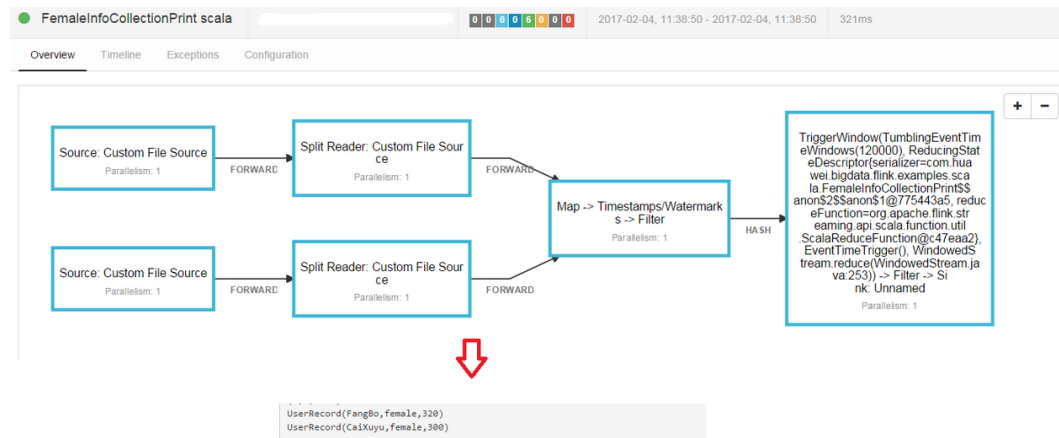 FemaleInfoCollectionPrint scala
0 0 0 0 6 0 0 0
2017-02-04, 11:38:50 - 2017-02-04, 11:38:50
321ms
Overview
Timeline
Exceptions
Configuration
+
−
Source: Custom File Source
Parallelism: 1
FORWARD
Split Reader: Custom File Sour
ce
Parallelism: 1
FORWARD
Source: Custom File Source
Parallelism: 1
FORWARD
Split Reader: Custom File Sour
ce
Parallelism: 1
FORWARD
Map -> Timestamps/Watermark
s -> Filter
Parallelism: 1
HASH
TriggerWindow(TumblingEventTim
eWindows(120000), ReducingStat
eDescriptor{serializer=com.hua
wei.bigdata.flink.examples.sca
la.FemaleInfoCollectionPrint$$
anon$2$$anon$1@775443a5, reduc
eFunction=org.apache.flink.str
eaming.api.scala.function.util
.ScalaReduceFunction@c47eaa2},
EventTimeTrigger(), WindowedS
tream.reduce(WindowedStream.ja
va:253)) -> Filter -> Si
nk: Unnamed
Parallelism: 1
UserRecord(FangBo,female,320)
UserRecord(CaiXuyu,female,300)